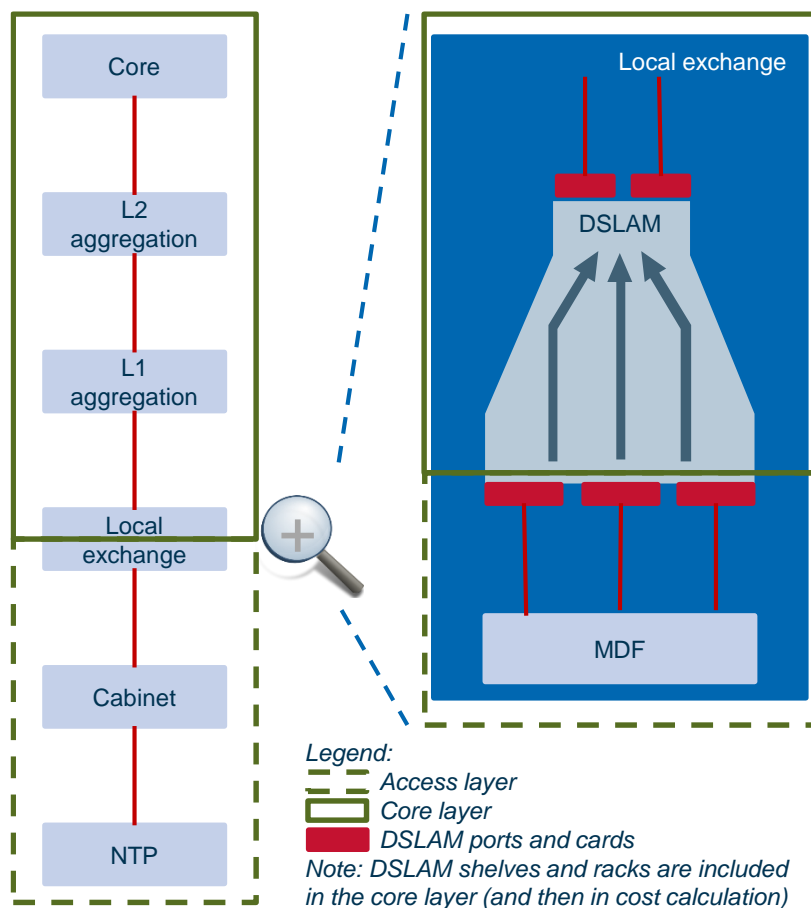 Core
L2
aggregation
L1
aggregation
Local
exchange
Cabinet
NTP
Local exchange
DSLAM
MDF
Legend:
Access layer
Core layer
DSLAM ports and cards
Note: DSLAM shelves and racks are included
in the core layer (and then in cost calculation)